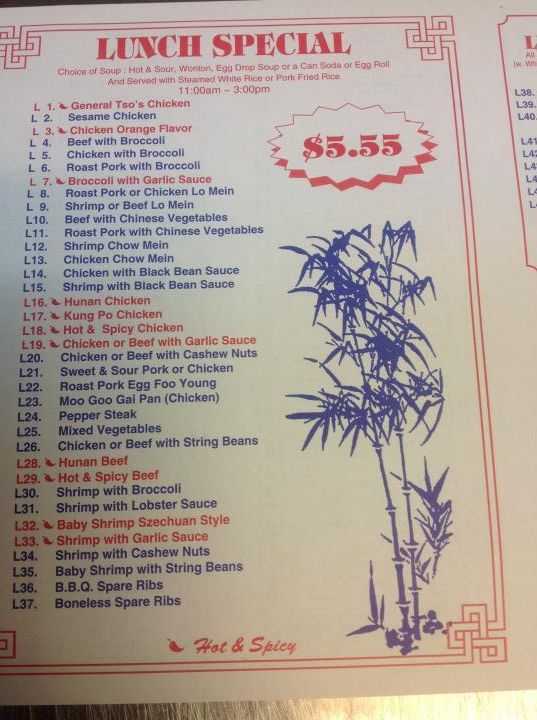 LUNCH SPECIAL
Choice of Soup : Hot & Sour, Wonton, Egg Drop Soup or a Can Soda or Egg Roll
And Served with Steamed White Rice or Pork Fried Rice
11:00am – 3:00pm
$5.55
L 1. General Tso's Chicken
L 2. Sesame Chicken
L 3. Chicken Orange Flavor
L 4. Beef with Broccoli
L 5. Chicken with Broccoli
L 6. Roast Pork with Broccoli
L 7. Broccoli with Garlic Sauce
L 8. Roast Pork or Chicken Lo Mein
L 9. Shrimp or Beef Lo Mein
L10. Beef with Chinese Vegetables
L11. Roast Pork with Chinese Vegetables
L12. Shrimp Chow Mein
L13. Chicken Chow Mein
L14. Chicken with Black Bean Sauce
L15. Shrimp with Black Bean Sauce
L16. Hunan Chicken
L17. Kung Po Chicken
L18. Hot & Spicy Chicken
L19. Chicken or Beef with Garlic Sauce
L20. Chicken or Beef with Cashew Nuts
L21. Sweet & Sour Pork or Chicken
L22. Roast Pork Egg Foo Young
L23. Moo Goo Gai Pan (Chicken)
L24. Pepper Steak
L25. Mixed Vegetables
L26. Chicken or Beef with String Beans
L28. Hunan Beef
L29. Hot & Spicy Beef
L30. Shrimp with Broccoli
L31. Shrimp with Lobster Sauce
L32. Baby Shrimp Szechuan Style
L33. Shrimp with Garlic Sauce
L34. Shrimp with Cashew Nuts
L35. Baby Shrimp with String Beans
L36. B.B.Q. Spare Ribs
L37. Boneless Spare Ribs
Hot & Spicy
L
All
(w. Wh
L38.
L39.
L40.
L41
L42
L4
L4